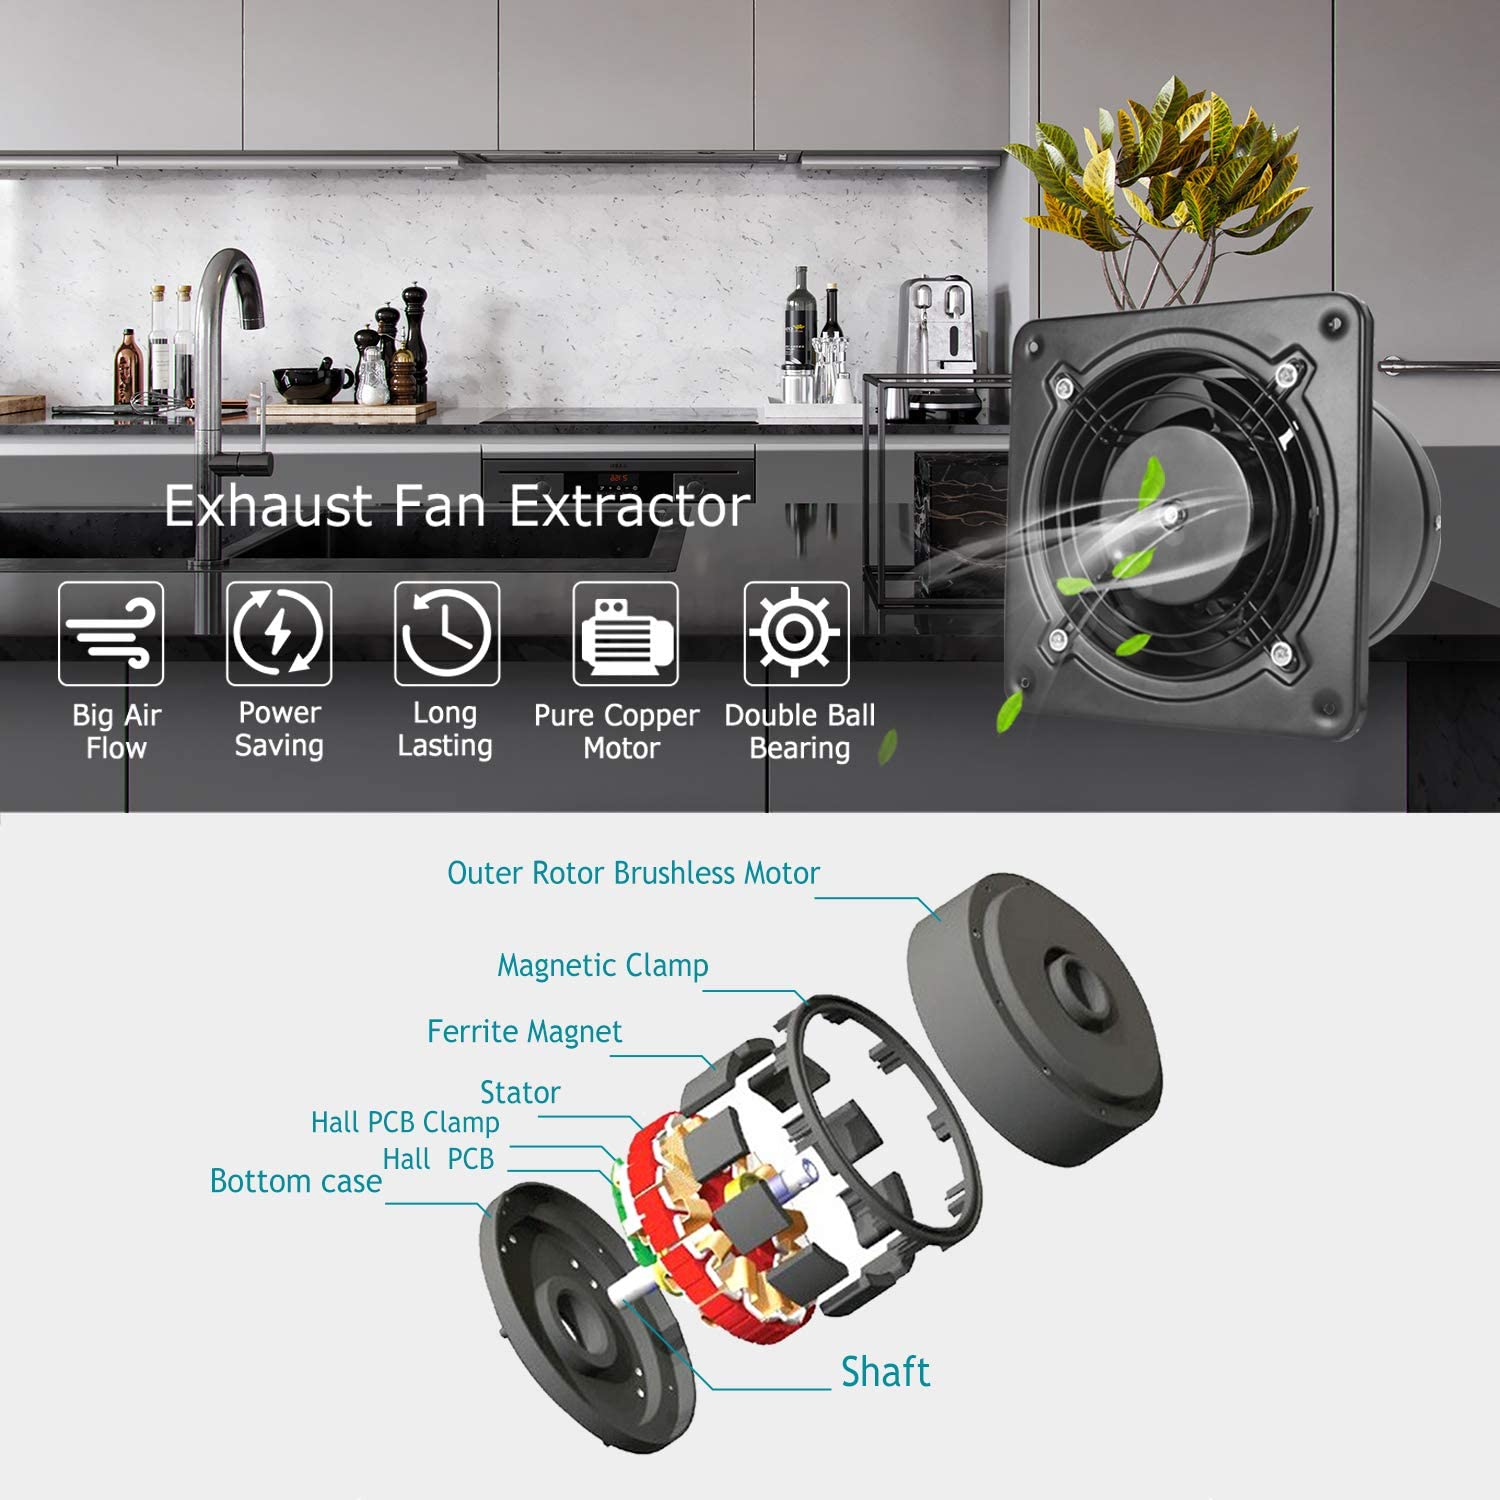 Exhaust Fan Extractor
Big Air
Flow
Power
Saving
Long
Lasting
Pure Copper
Motor
Double Ball
Bearing
Outer Rotor Brushless Motor
Magnetic Clamp
Ferrite Magnet
Stator
Hall PCB Clamp
Hall PCB
Bottom case
Shaft